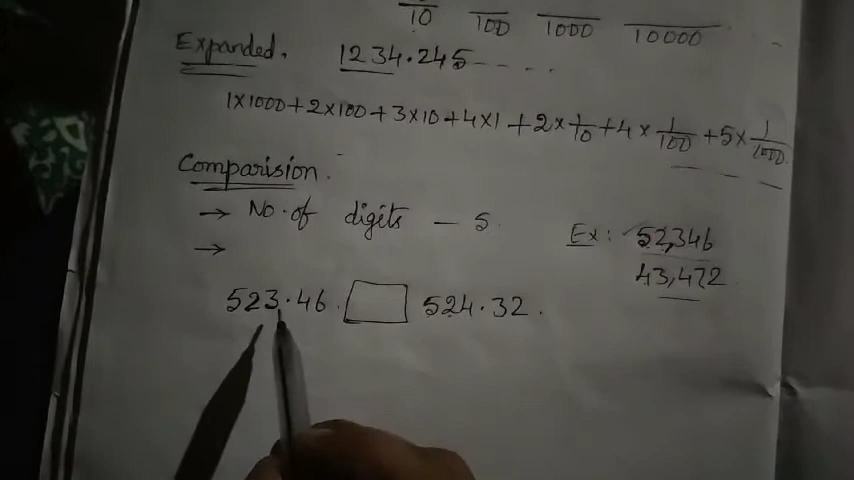 10 100 1000 10000
Expanded. 1234.245 - - - . .
1×1000+2×100+3×10+4×1+2×1/10+4×1/100+5×1/1000
Comparision.
→ No. of digits - 5. Ex: 52,346
→ 43,472
523.46 524.32.